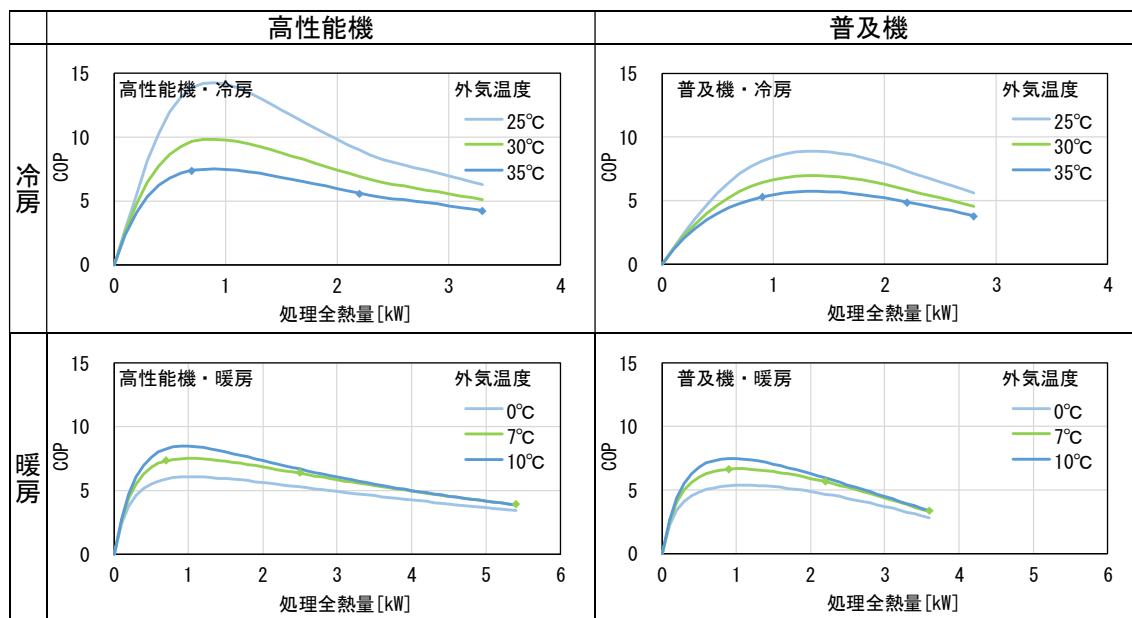 高性能機
普及機
冷房
高性能機・冷房
外気温度
25℃
30℃
35℃
COP
15
10
5
0
0 1 2 3 4
処理全熱量[kW]
普及機・冷房
外気温度
25℃
30℃
35℃
COP
15
10
5
0
0 1 2 3 4
処理全熱量[kW]
暖房
高性能機・暖房
外気温度
0℃
7℃
10℃
COP
15
10
5
0
0 1 2 3 4 5 6
処理全熱量[kW]
普及機・暖房
外気温度
0℃
7℃
10℃
COP
15
10
5
0
0 1 2 3 4 5 6
処理全熱量[kW]